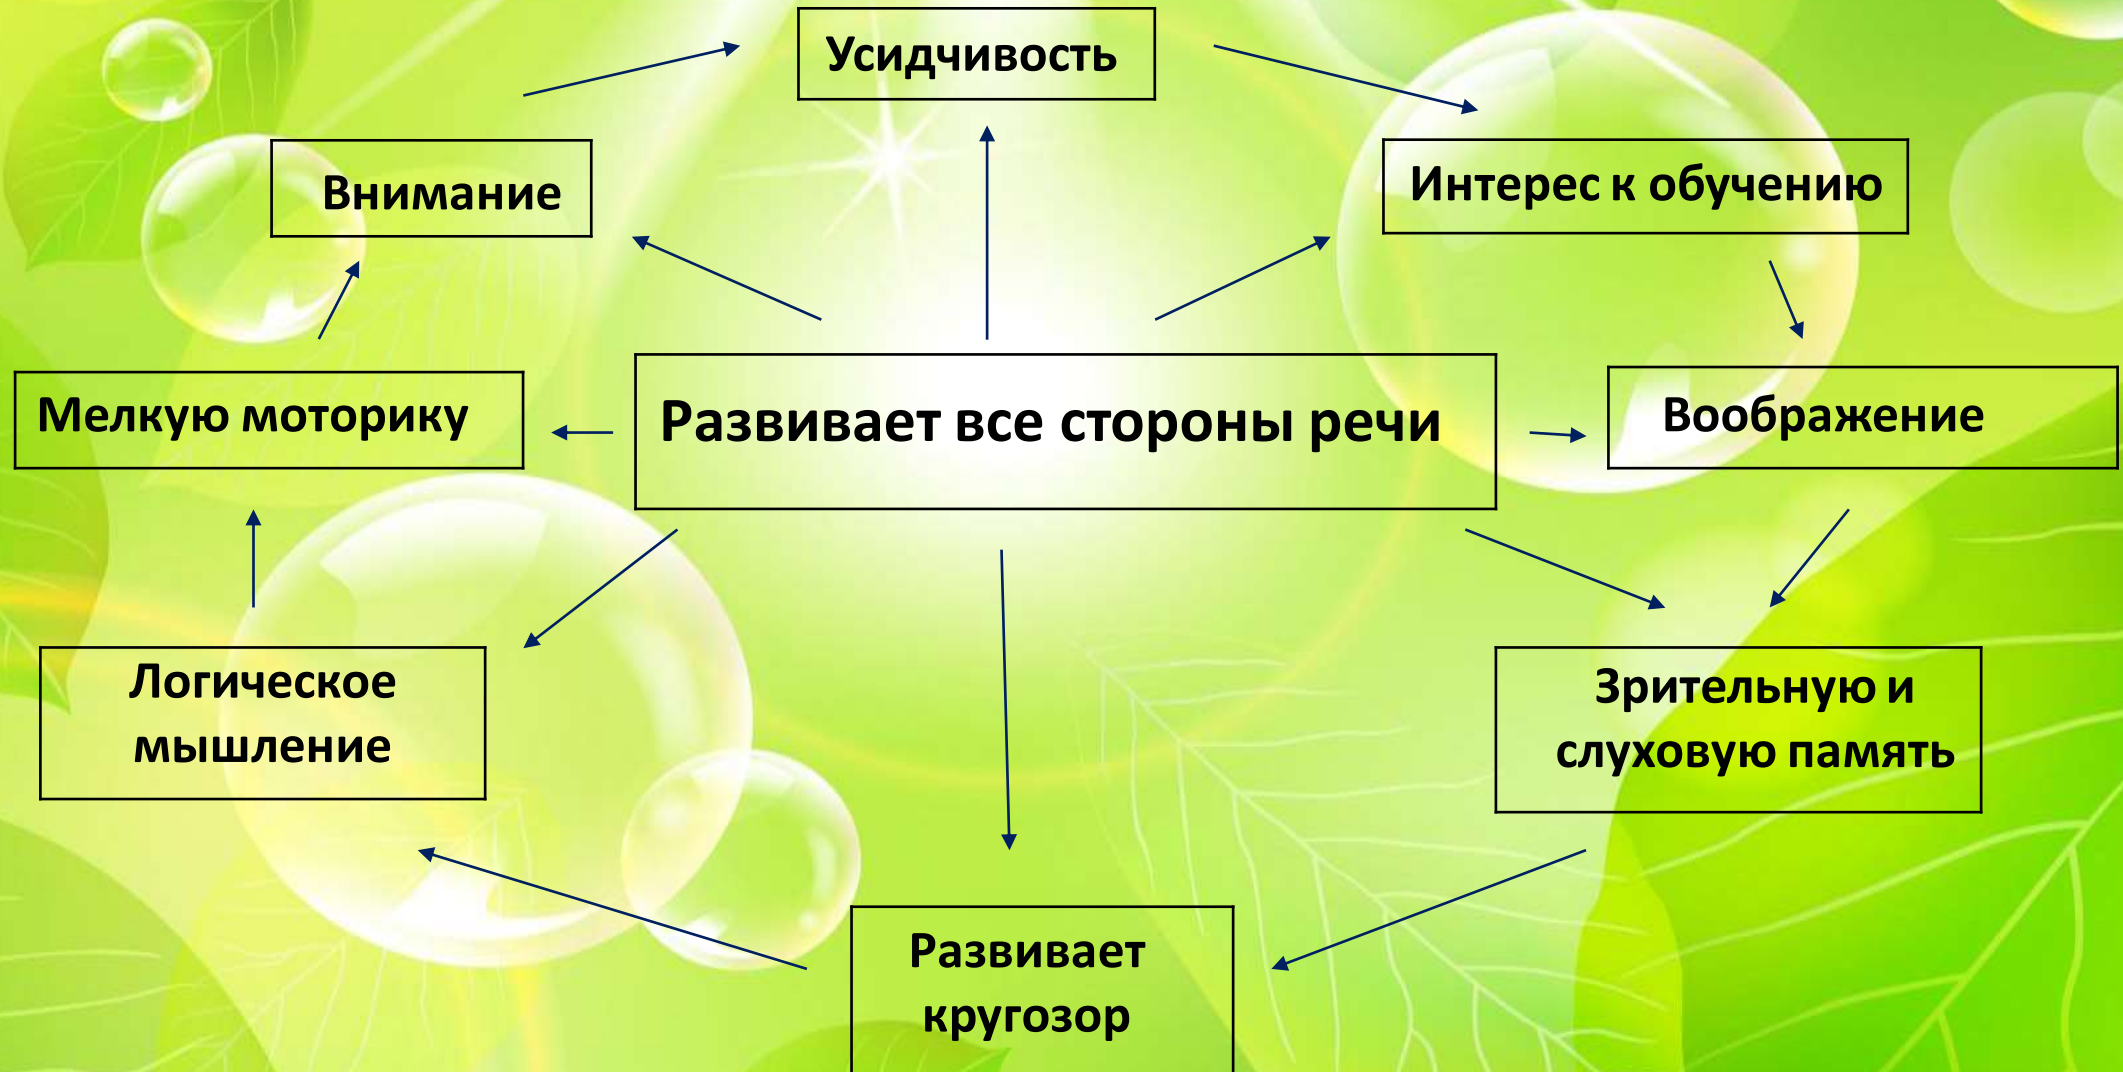 Усидчивость
Внимание
Интерес к обучению
Мелкую моторику
Развивает все стороны речи
Воображение
Логическое
мышление
Зрительную и
слуховую память
Развивает
кругозор